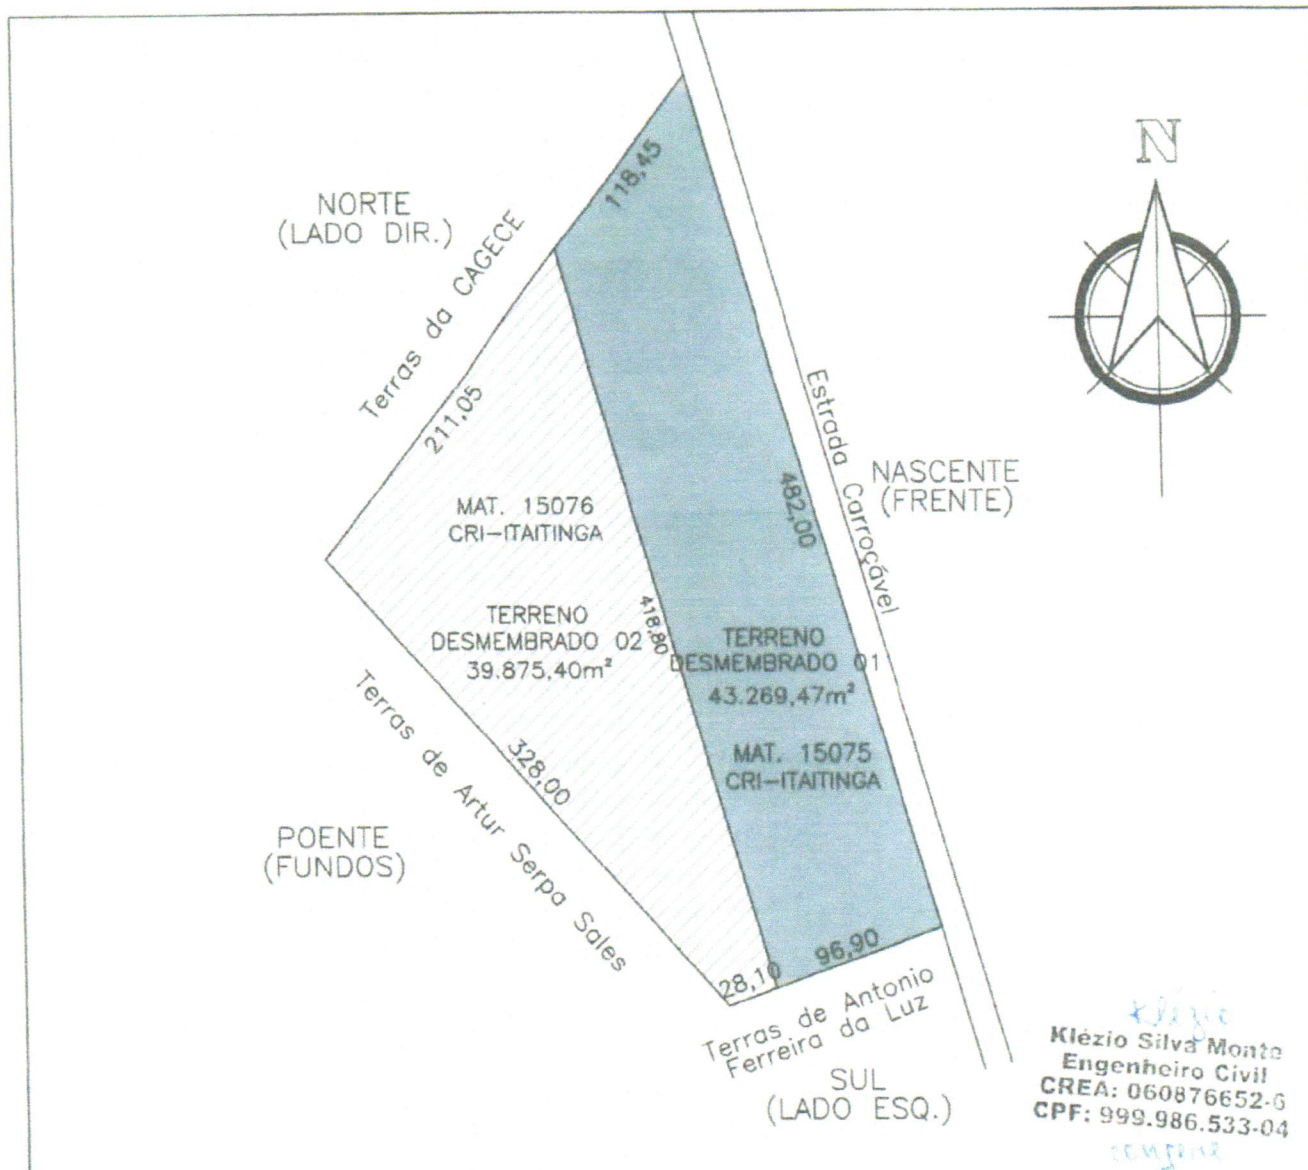 N
NORTE
(LADO DIR.)
118,45
Terras da CAGECE
211,05
Estrada Carroçável
NASCENTE
(FRENTE)
482,00
MAT. 15076
CRI-ITAITINGA
418,80
TERRENO
DESMEMBRADO 02
39.875,40m²
TERRENO
DESMEMBRADO 01
43.269,47m²
MAT. 15075
CRI-ITAITINGA
328,00
Terras de Artur Serpa Sales
POENTE
(FUNDOS)
28,10
96,90
Terras de Antonio
Ferreira da Luz
SUL
(LADO ESQ.)
Klézio
Klézio Silva Monte
Engenheiro Civil
CREA: 060876652-6
CPF: 999.986.533-04